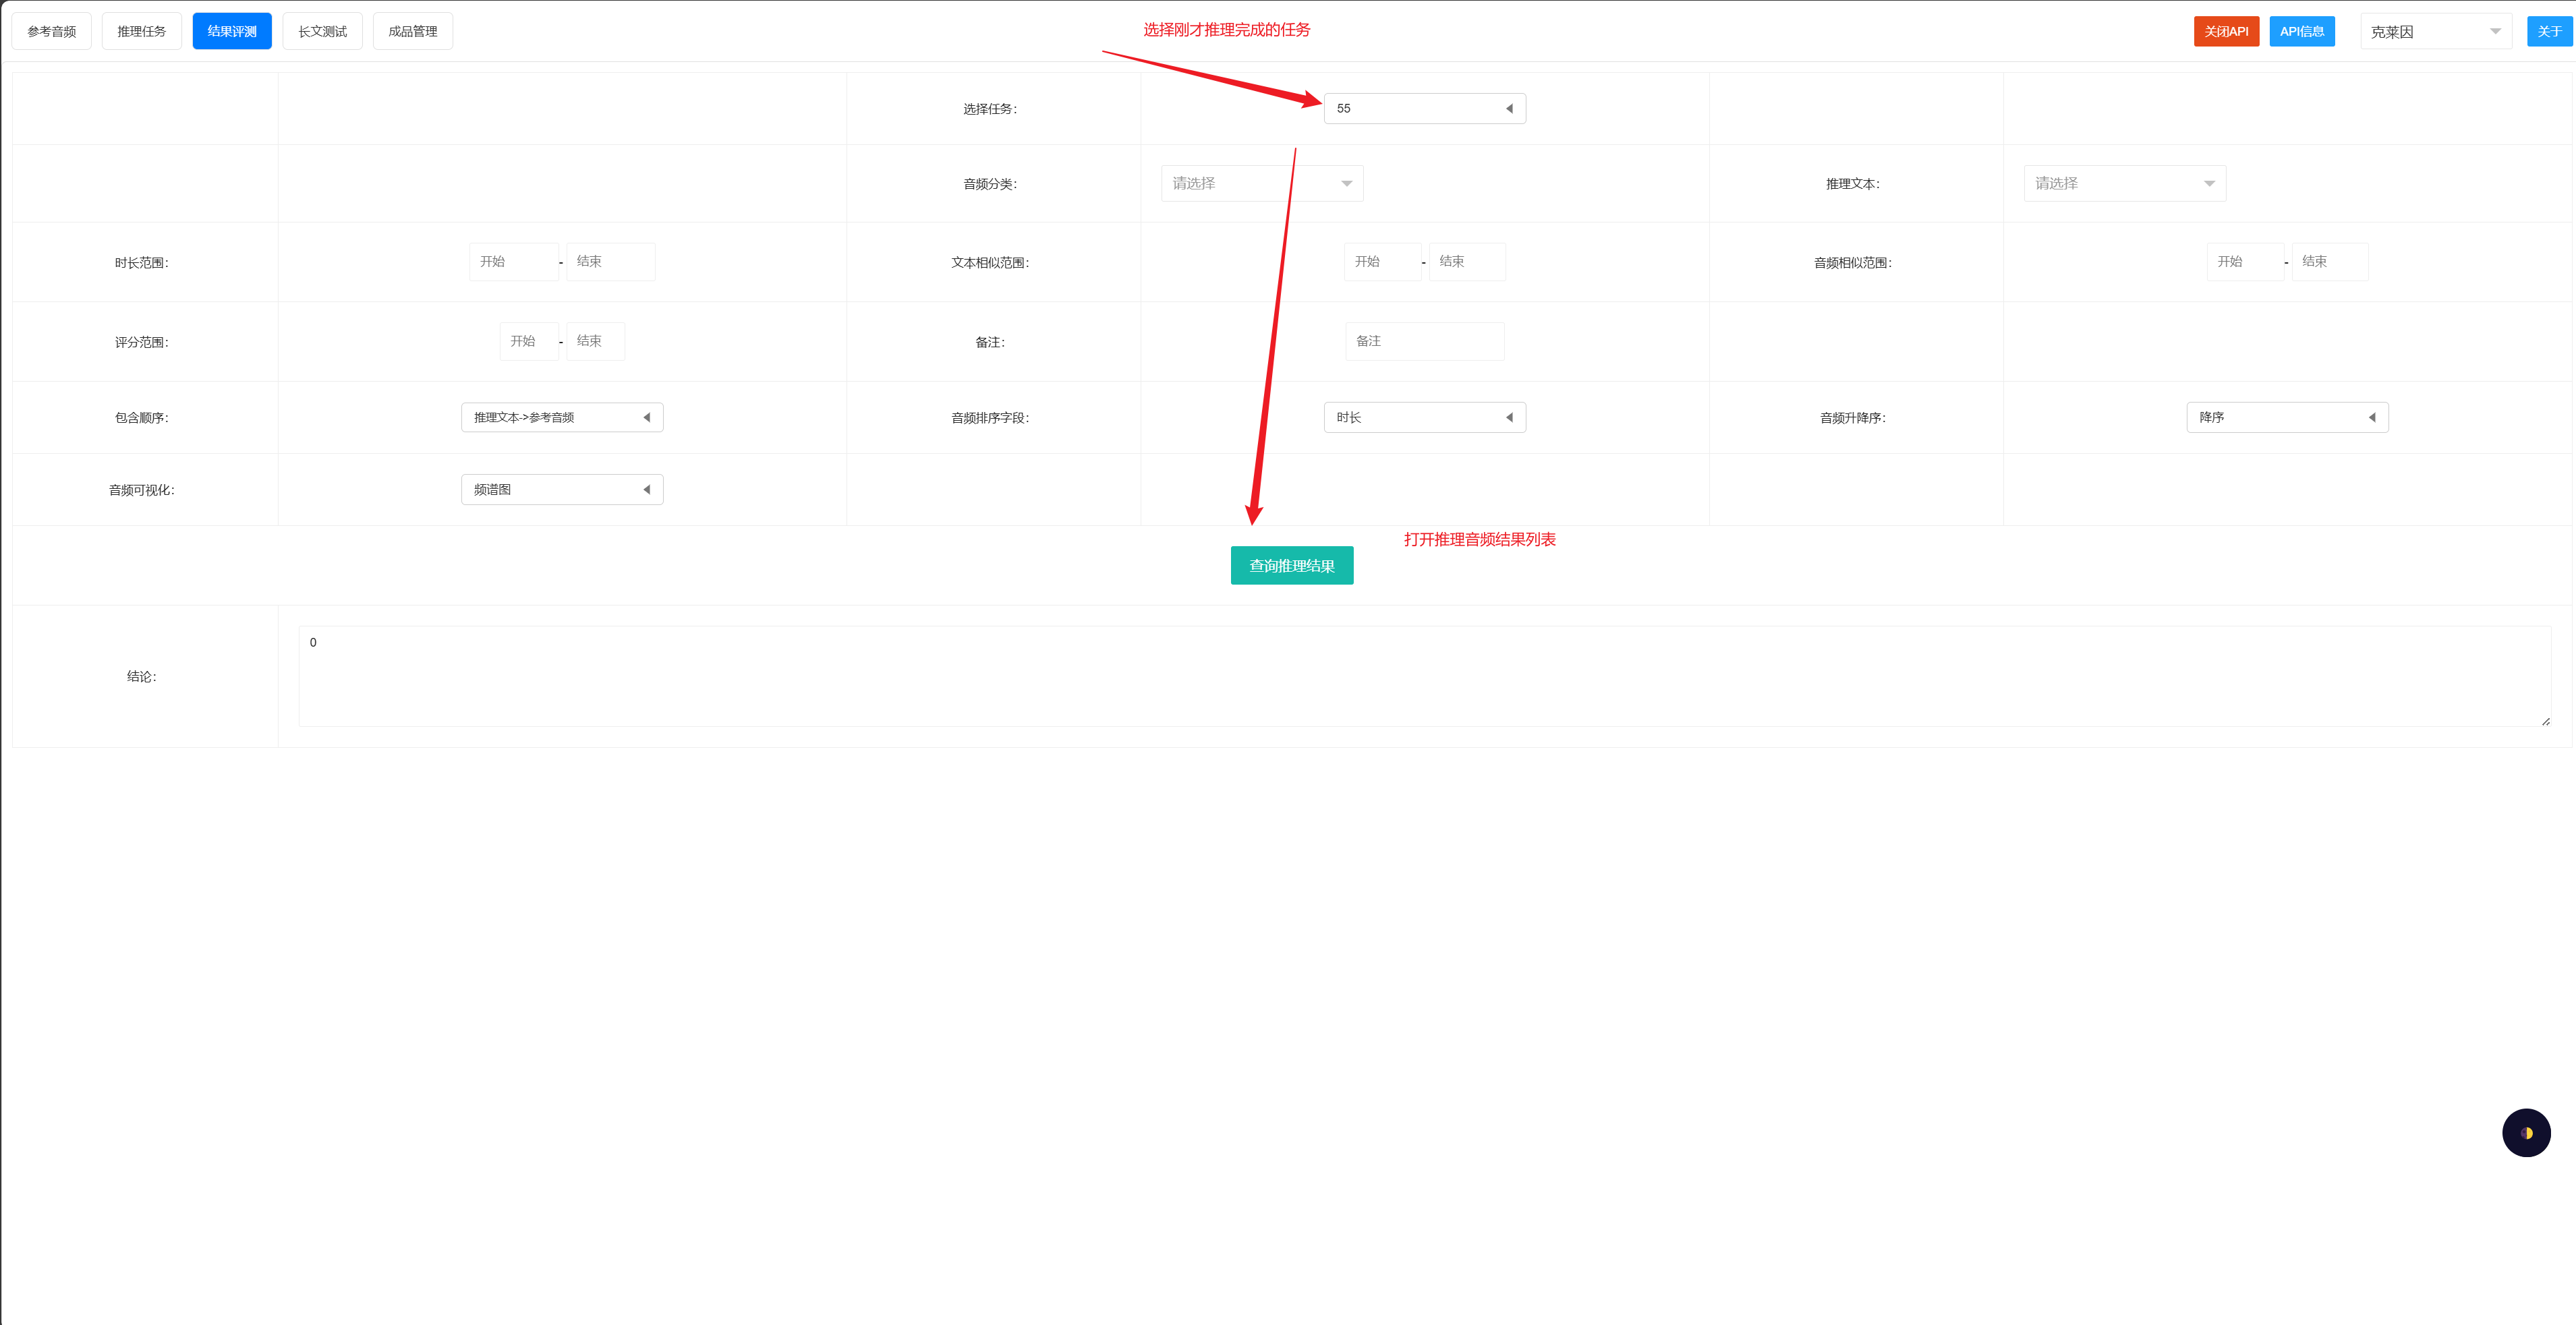 参考音频 推理任务 结果评测 长文测试 成品管理 选择刚才推理完成的任务 关闭API API信息 克莱因 关于
选择任务: 55
音频分类: 请选择 推理文本: 请选择
时长范围: 开始 - 结束 文本相似范围: 开始 - 结束 音频相似范围: 开始 - 结束
评分范围: 开始 - 结束 备注: 备注
包含顺序: 推理文本->参考音频 音频排序字段: 时长 音频升降序: 降序
音频可视化: 频谱图
打开推理音频结果列表
查询推理结果
结论: 0